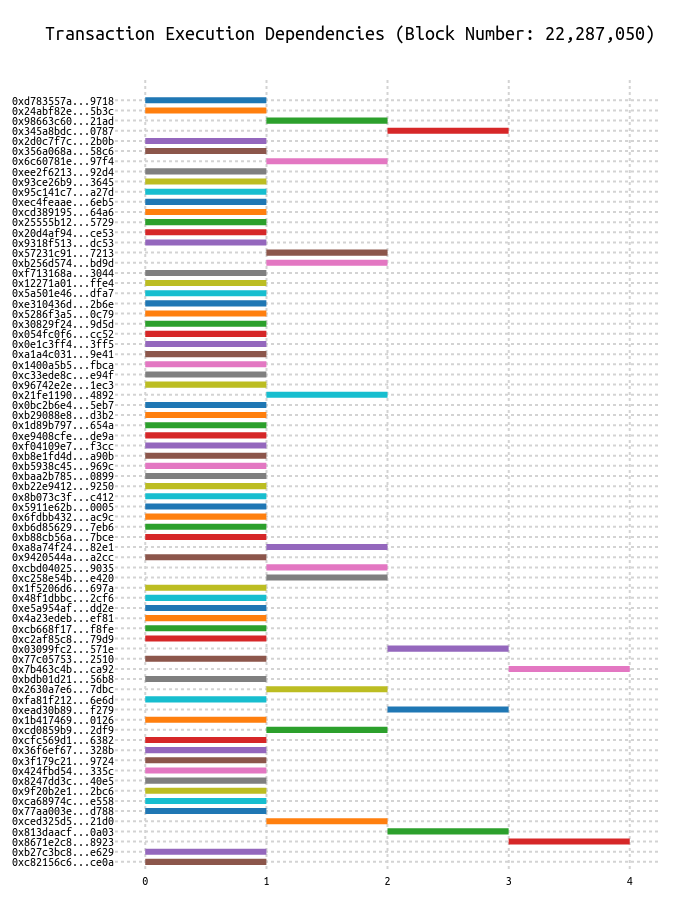 Transaction Execution Dependencies (Block Number: 22,287,050)
0xd783557a...9718
0x24abf82e...5b3c
0x98663c60...21ad
0x345a8bdc...0787
0x2d0c7f7c...2b0b
0x356a068a...58c6
0x6c60781e...97f4
0xee2f6213...92d4
0x93ce26b9...3645
0x95c141c7...a27d
0xec4feaae...6eb5
0xcd389195...64a6
0x25555b12...5729
0x20d4af94...ce53
0x9318f513...dc53
0x57231c91...7213
0xb256d574...bd9d
0xf713168a...3044
0x12271a01...ffe4
0x5a501e46...dfa7
0xe310436d...2b6e
0x5286f3a5...0c79
0x30829f24...9d5d
0x054fc0f6...cc52
0x0e1c3ff4...3ff5
0xa1a4c031...9e41
0x1400a5b5...fbca
0xc33ede8c...e94f
0x96742e2e...1ec3
0x21fe1190...4892
0x0bc2b6e4...5eb7
0xb29088e8...d3b2
0x1d89b797...654a
0xe9408cfe...de9a
0xf04109e7...f3cc
0xb8e1fd4d...a90b
0xb5938c45...969c
0xbaa2b785...0899
0xb22e9412...9250
0x8b073c3f...c412
0x5911e62b...0005
0x6fdbb432...ac9c
0xb6d85629...7eb6
0xb88cb56a...7bce
0xa8a74f24...82e1
0x9420544a...a2cc
0xcbd04025...9035
0xc258e54b...e420
0x1f5206d6...697a
0x48f1dbbc...2cf6
0xe5a954af...dd2e
0x4a23edeb...ef81
0xcb668f17...f8fe
0xc2af85c8...79d9
0x03099fc2...571e
0x77c05753...2510
0x7b463c4b...ca92
0xbdb01d21...56b8
0x2630a7e6...7dbc
0xfa81f212...6e6d
0xead30b89...f279
0x1b417469...0126
0xcd0859b9...2df9
0xcfc569d1...6382
0x36f6ef67...328b
0x3f179c21...9724
0x424fbd54...335c
0x8247dd3c...40e5
0x9f20b2e1...2bc6
0xca68974c...e558
0x77aa003e...d788
0xced325d5...21d0
0x813daacf...0a03
0x8671e2c8...8923
0xb27c3bc8...e629
0xc82156c6...ce0a
0 1 2 3 4